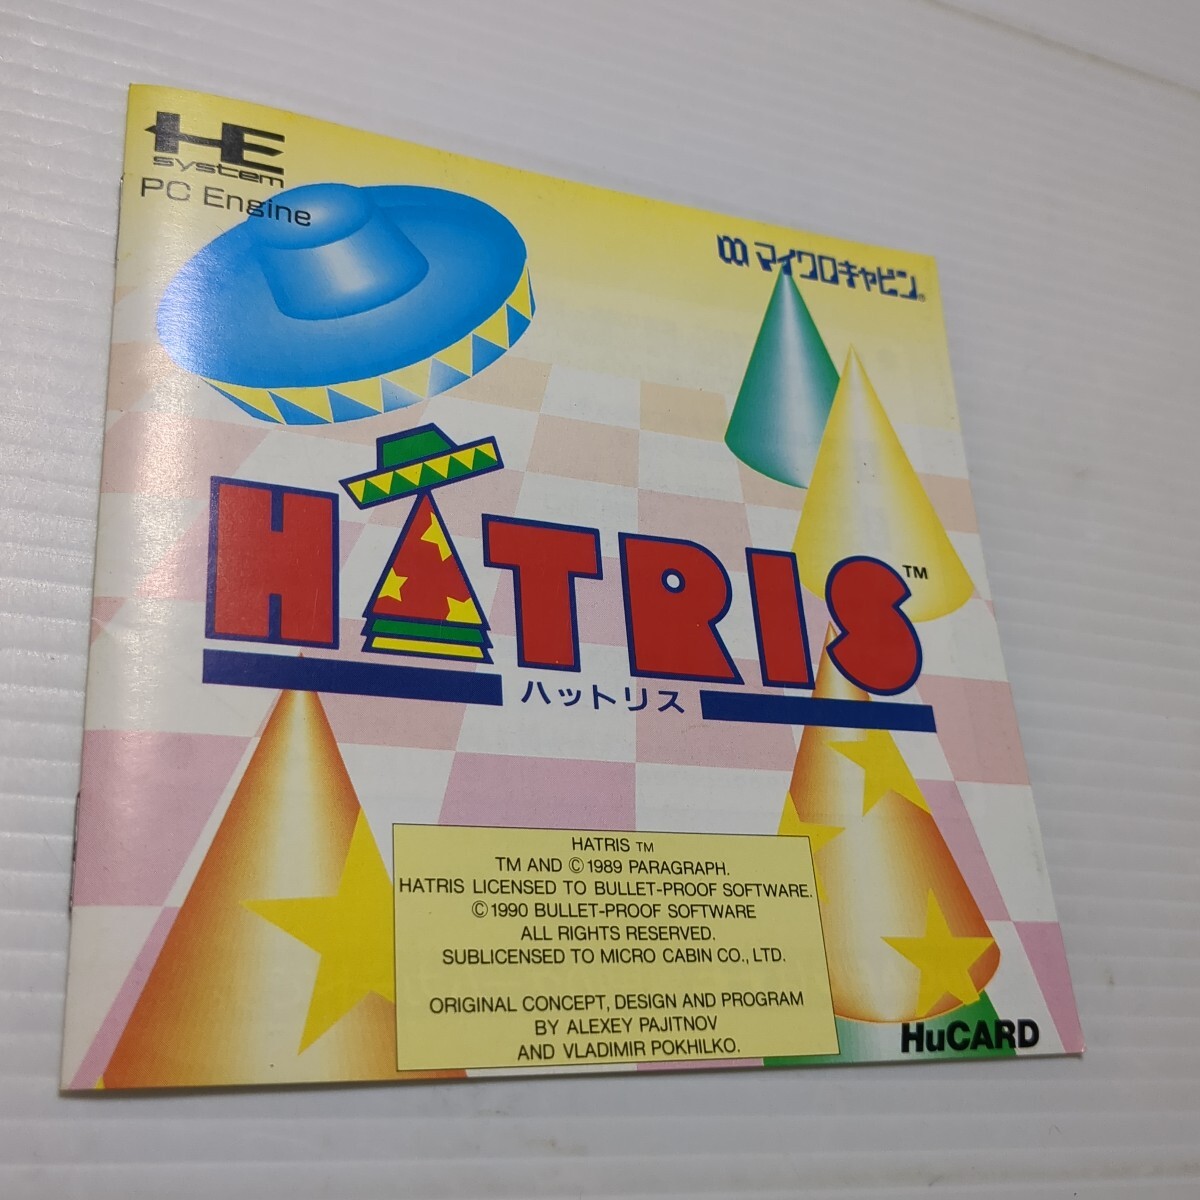 HE
system
PC Engine
マイクロキャビン®
HATRIS™
ハットリス
HATRIS TM
TM AND ©1989 PARAGRAPH.
HATRIS LICENSED TO BULLET-PROOF SOFTWARE.
©1990 BULLET-PROOF SOFTWARE
ALL RIGHTS RESERVED.
SUBLICENSED TO MICRO CABIN CO., LTD.
ORIGINAL CONCEPT, DESIGN AND PROGRAM
BY ALEXEY PAJITNOV
AND VLADIMIR POKHILKO.
HuCARD